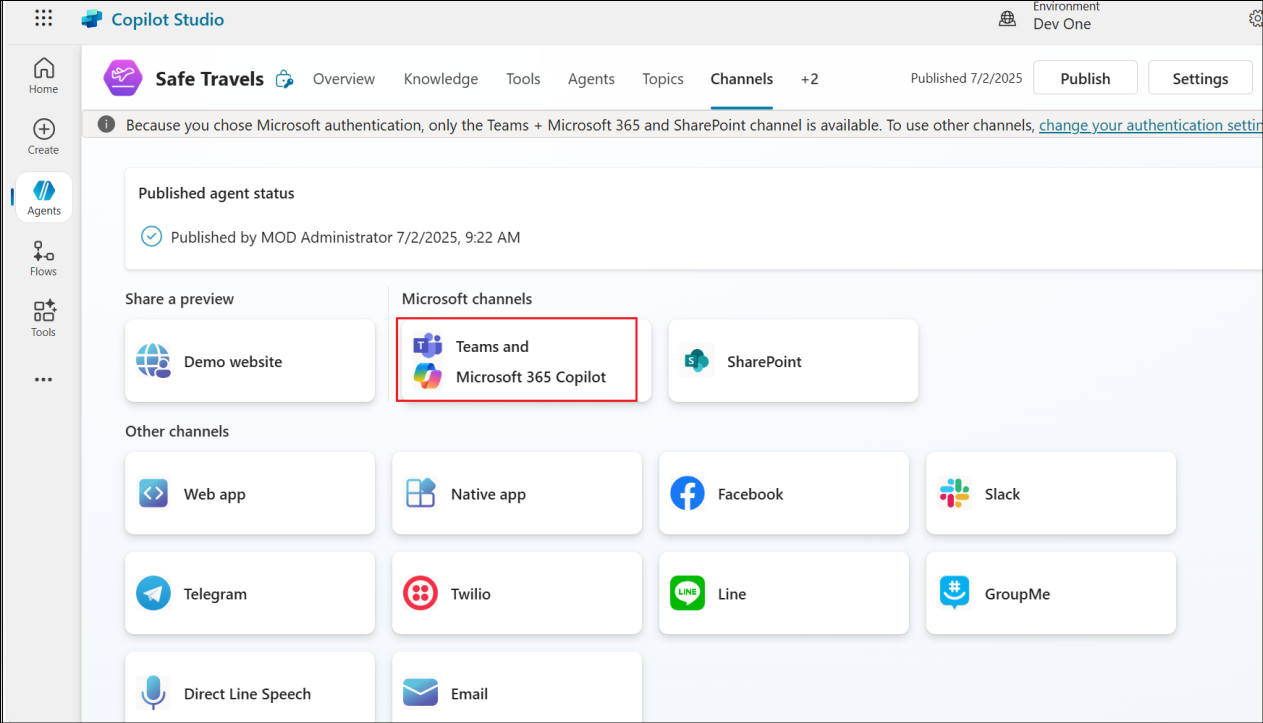 Copilot Studio
Environment
Dev One
Home
Create
Agents
Flows
Tools
Safe Travels
Overview
Knowledge
Tools
Agents
Topics
Channels
+2
Published 7/2/2025
Publish
Settings
Because you chose Microsoft authentication, only the Teams + Microsoft 365 and SharePoint channel is available. To use other channels, change your authentication settin
Published agent status
Published by MOD Administrator 7/2/2025, 9:22 AM
Share a preview
Microsoft channels
Demo website
T
Teams and
Microsoft 365 Copilot
S
SharePoint
Other channels
Web app
Native app
Facebook
Slack
Telegram
Twilio
LINE
Line
#
GroupMe
Direct Line Speech
Email